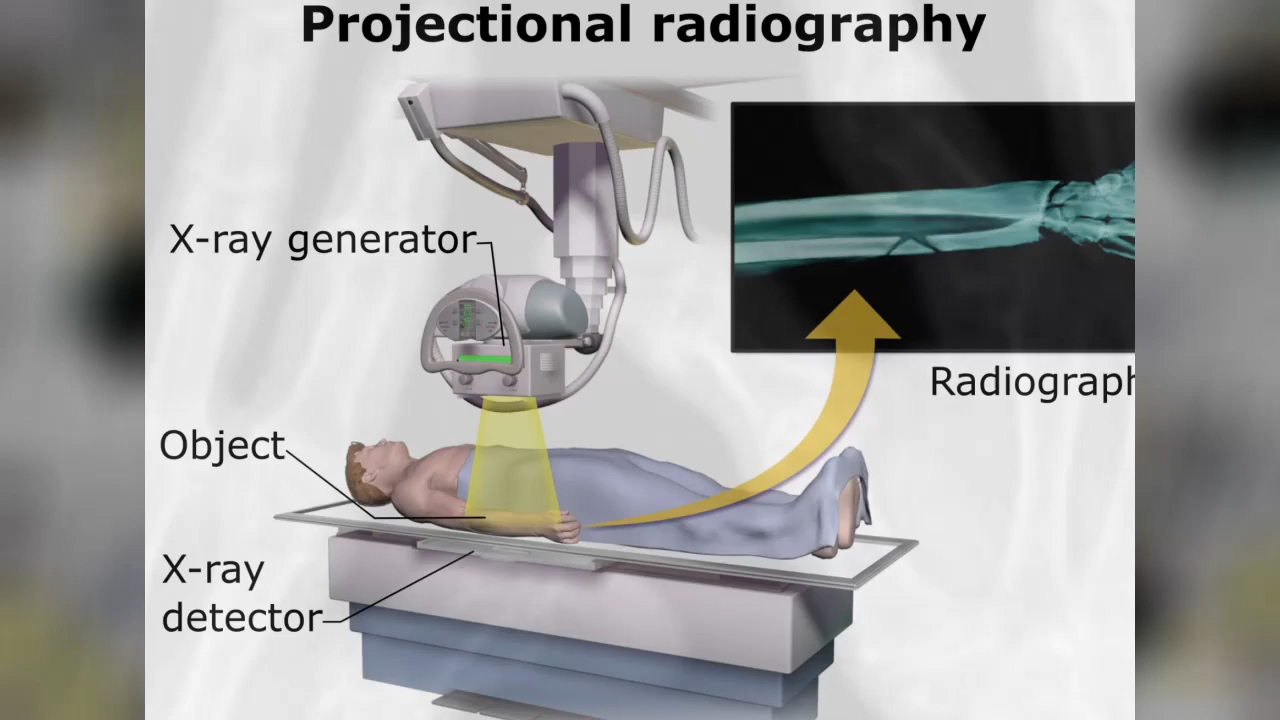 Projectional radiography
X-ray generator
Radiograph
Object
X-ray
detector